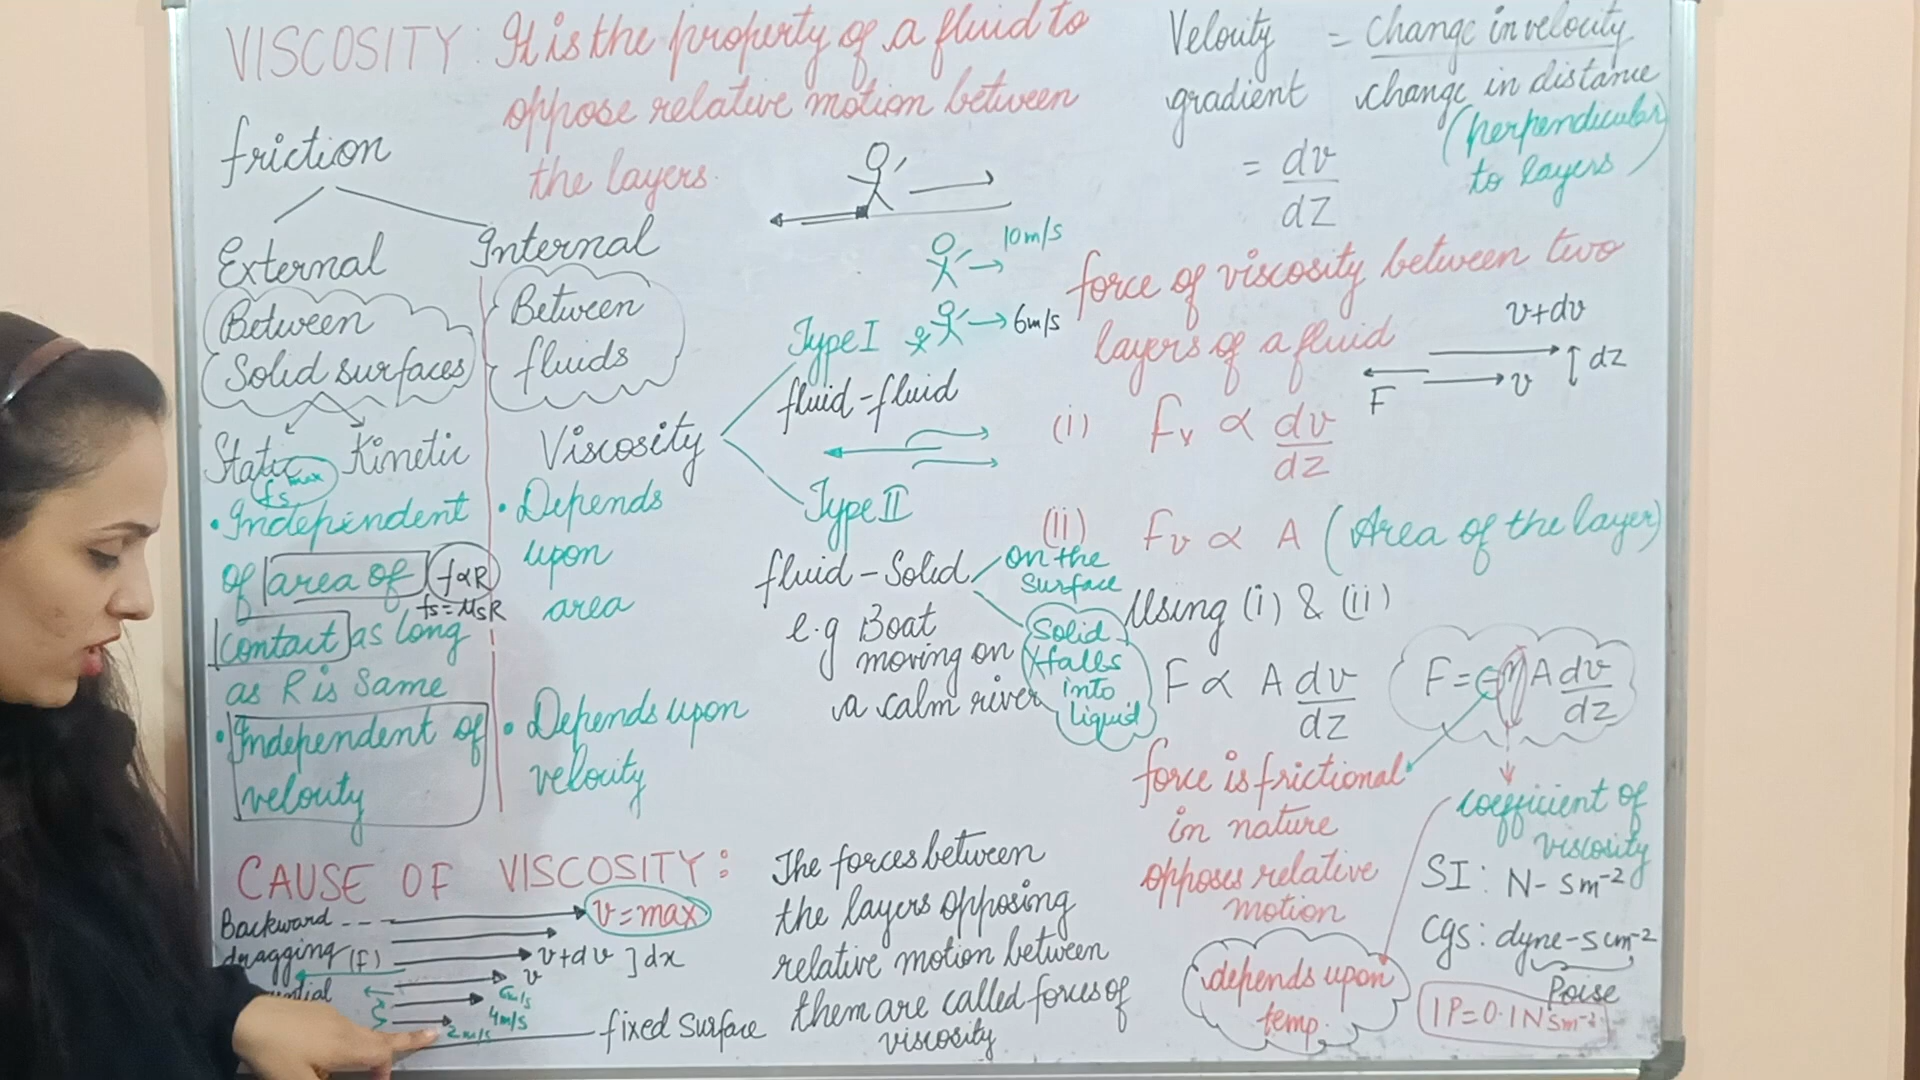 VISCOSITY: It is the property of a fluid to
oppose relative motion between
the layers.
friction
External
Internal
Between
Solid surfaces
Between
fluids
Static
Kinetic
fs max
• Independent
of area of
f∝R
fs=μsR
contact as long
as R is same
• Independent of
velouty
Viscosity
• Depends
upon
area
• Depends upon
velouty
10m/s
6m/s
Type I
fluid-fluid
Type II
fluid-Solid
On the
Surface
Solid
falls
into
liquid
e.g Boat
moving on
a calm river
Velouty
gradient
= Change in velouty
change in distance
(perpendicular
to layers)
= dv
dz
force of viscosity between two
layers of a fluid
v+dv
dz
v
F
(i) Fv ∝ dv
dz
(ii) Fv ∝ A (Area of the layer)
Using (i) & (ii)
F ∝ A dv
dz
F=-ηA dv
dz
force is frictional
in nature
opposes relative
motion
coefficient of
viscosity
SI: N-sm⁻²
Cgs: dyne-scm⁻²
Poise
1P=0.1Nsm⁻²
depends upon
temp.
CAUSE OF VISCOSITY:
Backward
dragging (F)
v=max
v+dv ] dx
v
6m/s
4m/s
2m/s
fixed surface
The forces between
the layers opposing
relative motion between
them are called forces of
viscosity